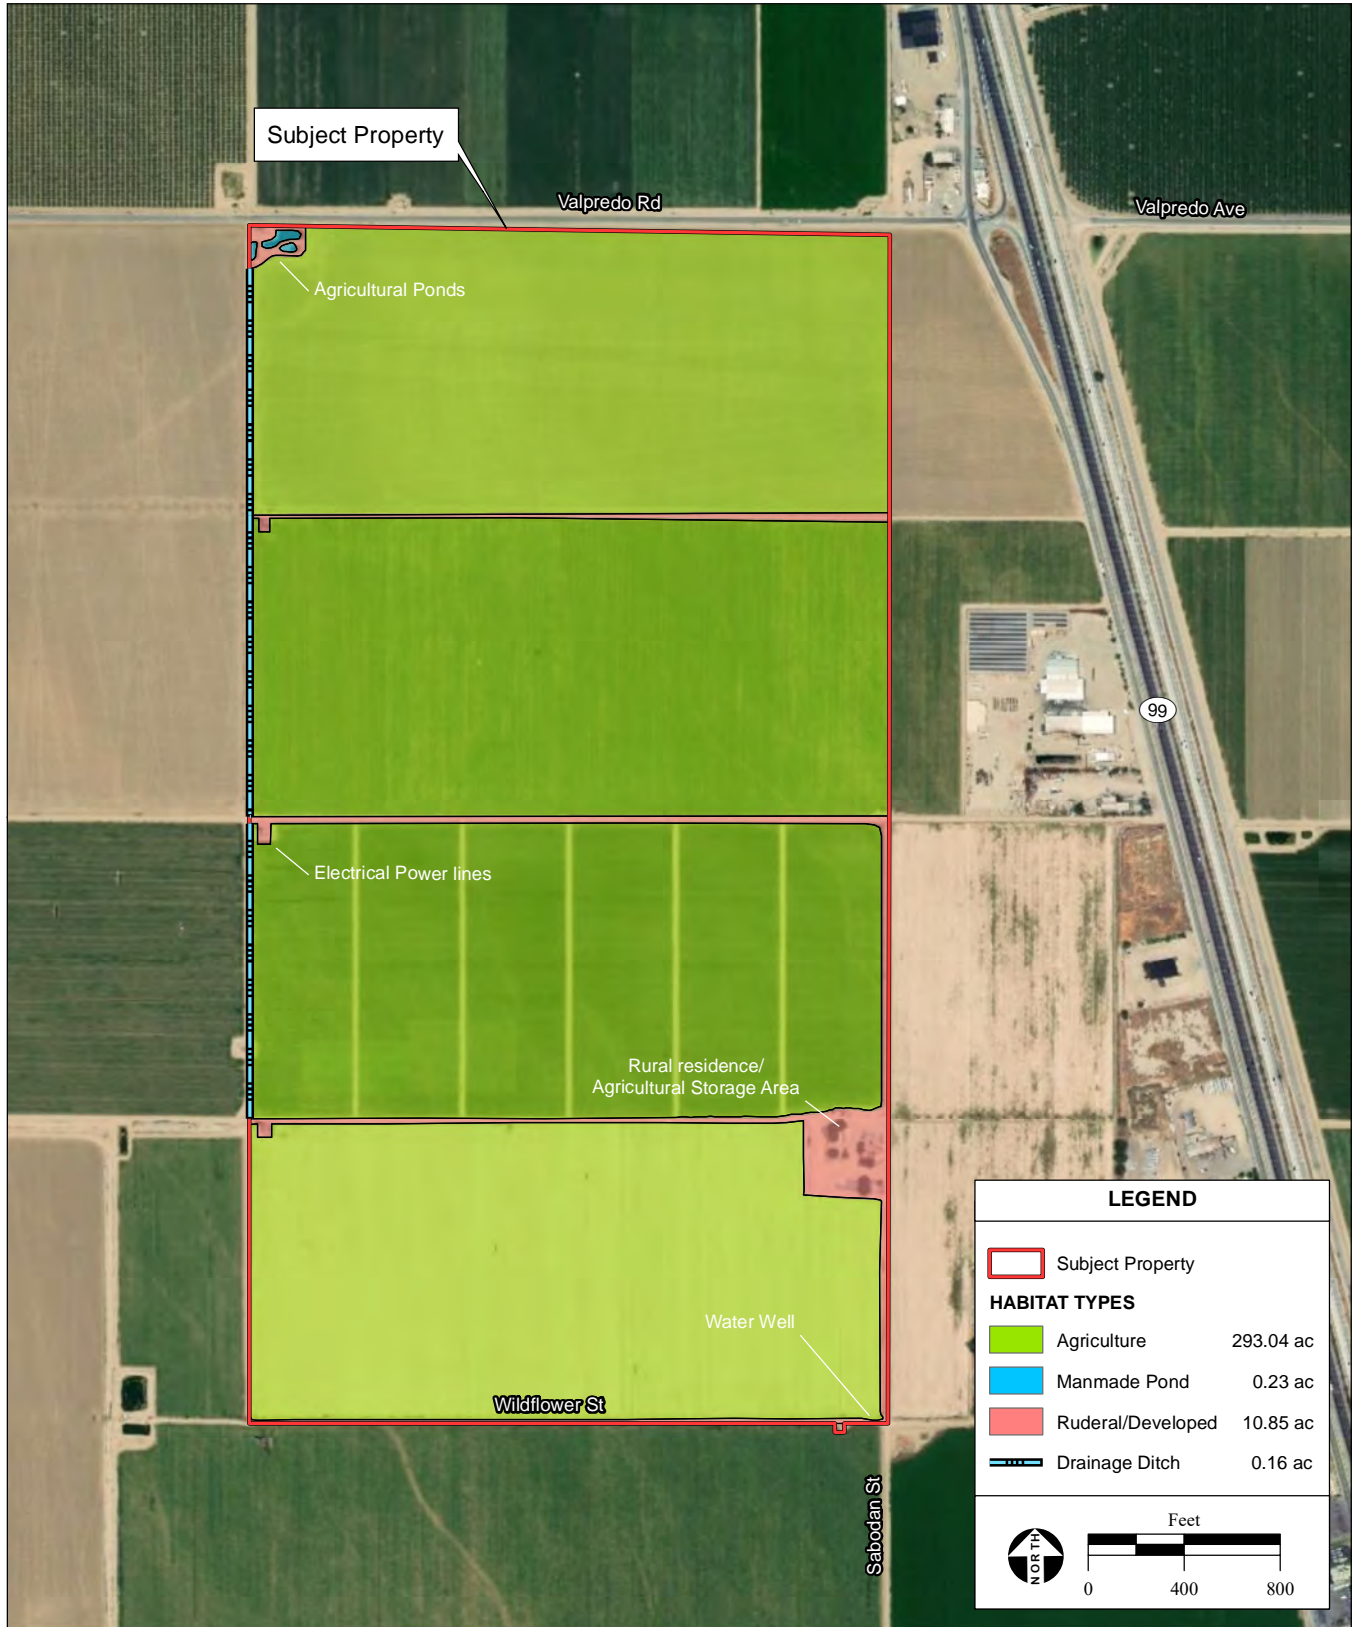 Subject Property
Valpredo Rd
Valpredo Ave
Agricultural Ponds
99
Electrical Power lines
Rural residence/
Agricultural Storage Area
Water Well
Wildflower St
Sabodan St
LEGEND
Subject Property
HABITAT TYPES
Agriculture 293.04 ac
Manmade Pond 0.23 ac
Ruderal/Developed 10.85 ac
Drainage Ditch 0.16 ac
NORTH
Feet
0 400 800